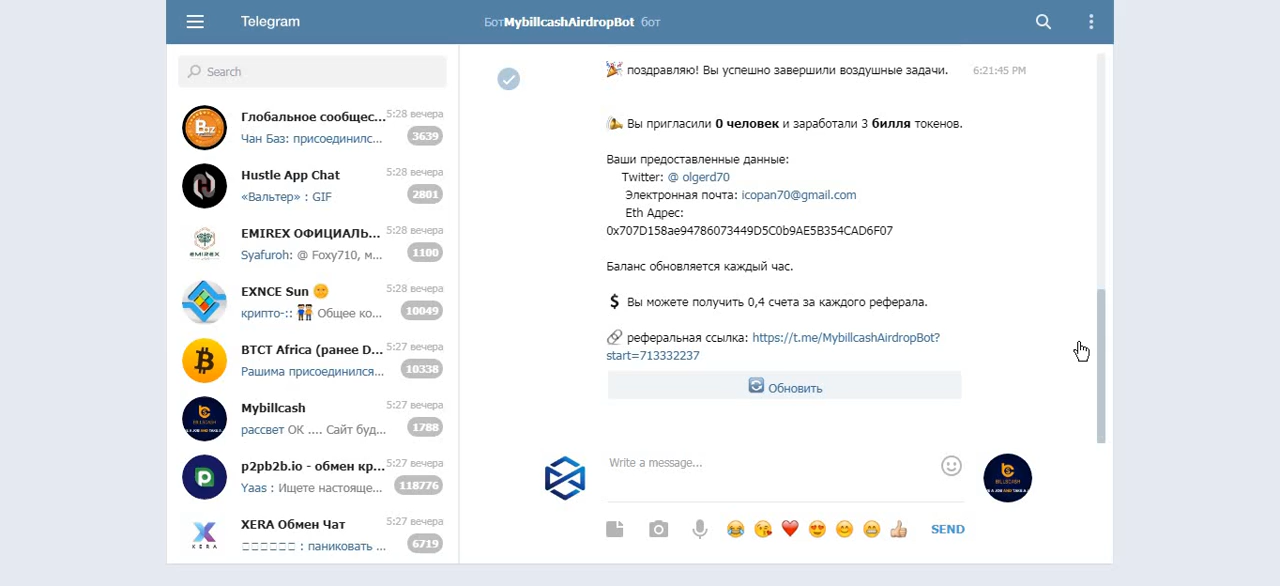 Telegram
БотMybillcashAirdropBot бот
Search
Глобальное сообщес... 5:28 вечера
Чан Баз: присоединилс... 3639
Hustle App Chat 5:28 вечера
«Вальтер» : GIF 2801
EMIREX ОФИЦИАЛЬ... 5:28 вечера
Syafuroh: @ Foxy710, м... 1100
EXNCE Sun 🌞 5:28 вечера
крипто-:: 👫 Общее ко... 10049
BTCT Africa (ранее D... 5:27 вечера
Рашима присоединился... 10338
Mybillcash 5:27 вечера
рассвет ОК .... Сайт буд... 1788
p2pb2b.io - обмен кр... 5:27 вечера
Yaas : Ищете настояще... 118776
XERA Обмен Чат 5:27 вечера
: паниковать ... 6719
🎉 поздравляю! Вы успешно завершили воздушные задачи. 6:21:45 PM
Вы пригласили 0 человек и заработали 3 билля токенов.
Ваши предоставленные данные:
Twitter: @ olgerd70
Электронная почта: icopan70@gmail.com
Eth Адрес:
0x707D158ae94786073449D5C0b9AE5B354CAD6F07
Баланс обновляется каждый час.
💲 Вы можете получить 0,4 счета за каждого реферала.
🔗 реферальная ссылка: https://t.me/MybillcashAirdropBot?
start=713332237
🔄 Обновить
Write a message...
SEND